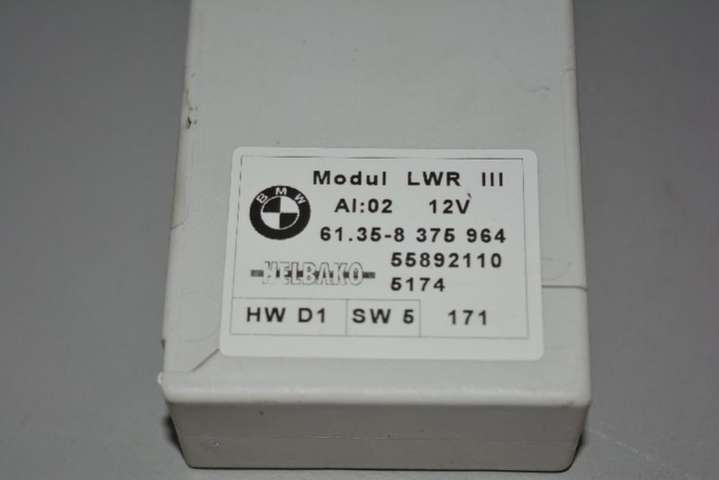 Modul LWR III
BMW
AI:02 12V
61.35-8 375 964
HELBAKO
55892110
5174
HW D1 SW 5 171